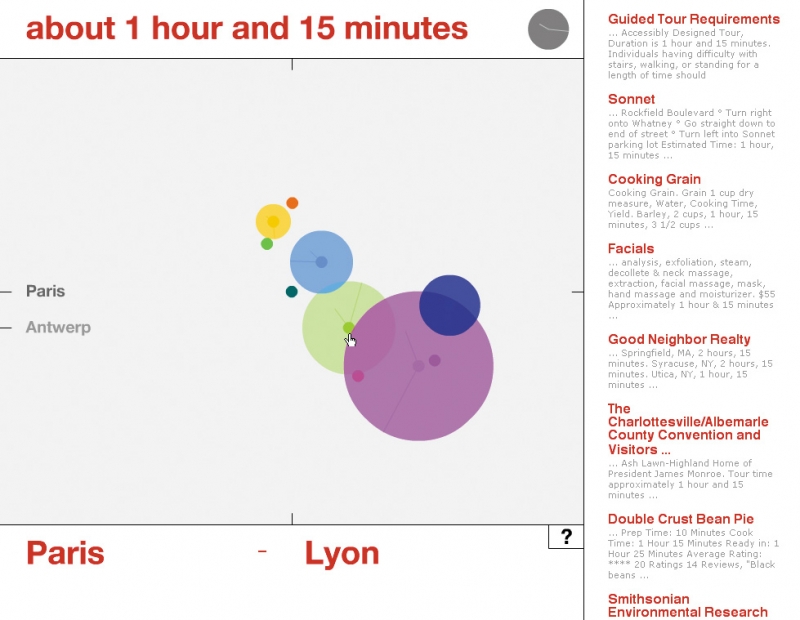 about 1 hour and 15 minutes
Paris
Antwerp
Paris - Lyon
?
Guided Tour Requirements
... Accessibly Designed Tour,
Duration is 1 hour and 15 minutes.
Individuals having difficulty with
stairs, walking, or standing for a
length of time should
Sonnet
... Rockfield Boulevard ° Turn right
onto Whatney ° Go straight down to
end of street ° Turn left into Sonnet
parking lot Estimated Time: 1 hour,
15 minutes ...
Cooking Grain
Cooking Grain. Grain 1 cup dry
measure, Water, Cooking Time,
Yield. Barley, 2 cups, 1 hour, 15
minutes, 3 1/2 cups ...
Facials
... analysis, exfoliation, steam,
decollete & neck massage,
extraction, facial massage, mask,
hand massage and moisturizer. $55
Approximately 1 hour & 15 minutes
...
Good Neighbor Realty
... Springfield, MA, 2 hours, 15
minutes. Syracuse, NY, 2 hours, 15
minutes. Utica, NY, 1 hour, 15
minutes ...
The
Charlottesville/Albemarle
County Convention and
Visitors ...
... Ash Lawn-Highland Home of
President James Monroe. Tour time
approximately 1 hour and 15
minutes ...
Double Crust Bean Pie
... Prep Time: 10 Minutes Cook
Time: 1 Hour 15 Minutes Ready in: 1
Hour 25 Minutes Average Rating:
**** 20 Ratings 14 Reviews, "Black
beans ...
Smithsonian
Environmental Research